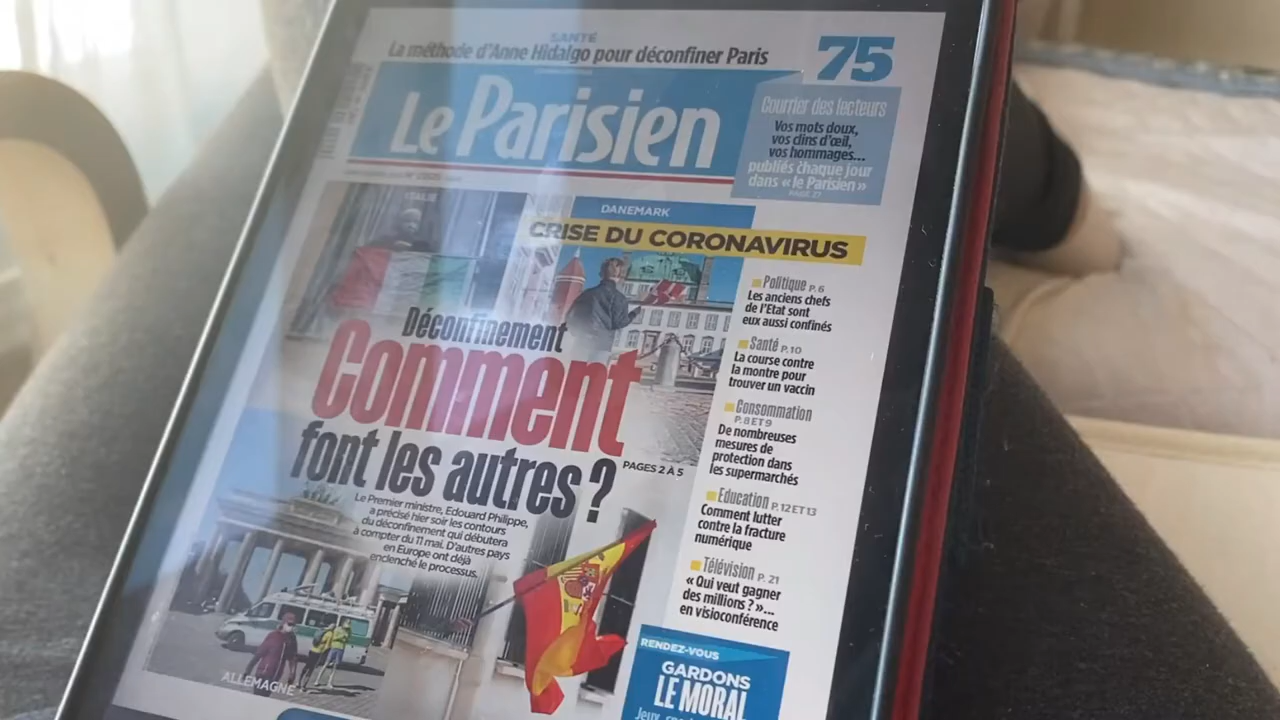 SANTÉ
La méthode d'Anne Hidalgo pour déconfiner Paris
75
Le Parisien
Courrier des lecteurs
Vos mots doux,
vos clins d'œil,
vos hommages...
publiés chaque jour
dans « le Parisien »
PAGE 27
ITALIE
DANEMARK
CRISE DU CORONAVIRUS
Déconfinement
Comment
font les autres ?
PAGES 2 À 5
Le Premier ministre, Edouard Philippe,
a précisé hier soir les contours
du déconfinement qui débutera
à compter du 11 mai. D'autres pays
en Europe ont déjà
enclenché le processus.
ALLEMAGNE
Politique P.6
Les anciens chefs
de l'Etat sont
eux aussi confinés
Santé P.10
La course contre
la montre pour
trouver un vaccin
Consommation
P.8 ET 9
De nombreuses
mesures de
protection dans
les supermarchés
Education P.12 ET 13
Comment lutter
contre la fracture
numérique
Télévision P. 21
« Qui veut gagner
des millions ? »...
en visioconférence
RENDEZ-VOUS
GARDONS
LE MORAL